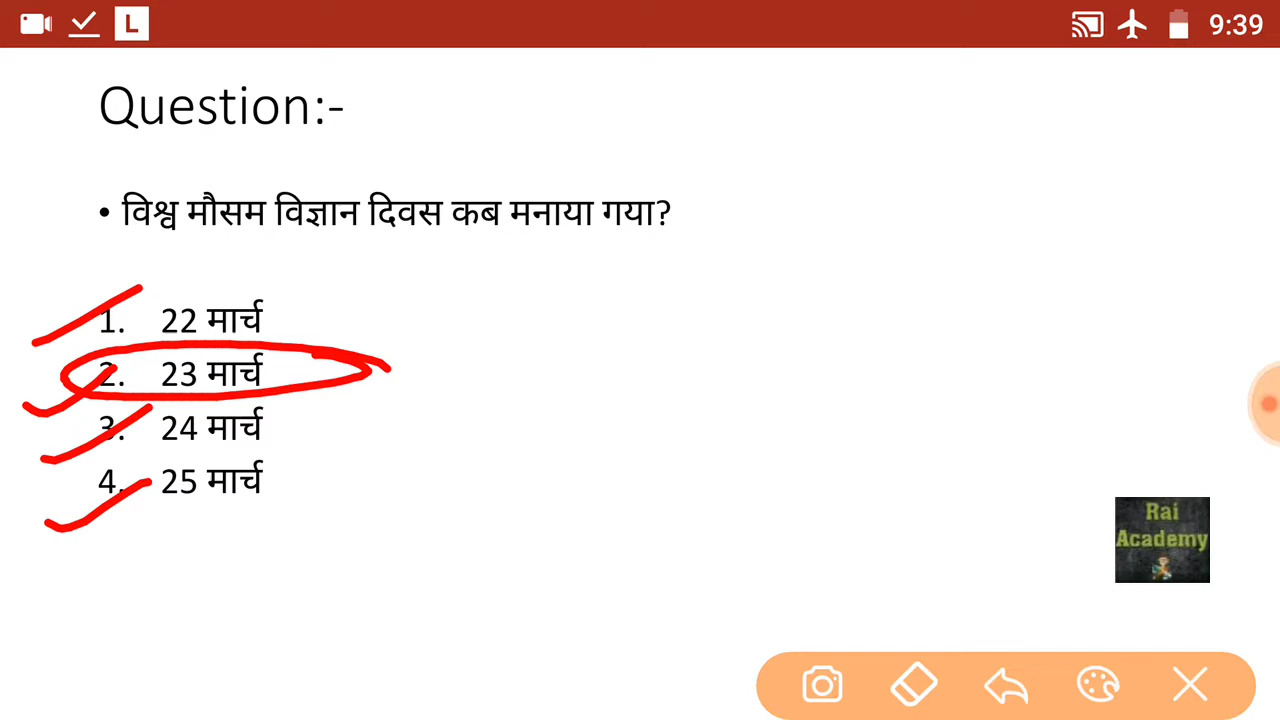 L 9:39
Question:-
• विश्व मौसम विज्ञान दिवस कब मनाया गया?
1. 22 मार्च
2. 23 मार्च
3. 24 मार्च
4. 25 मार्च
Rai
Academy